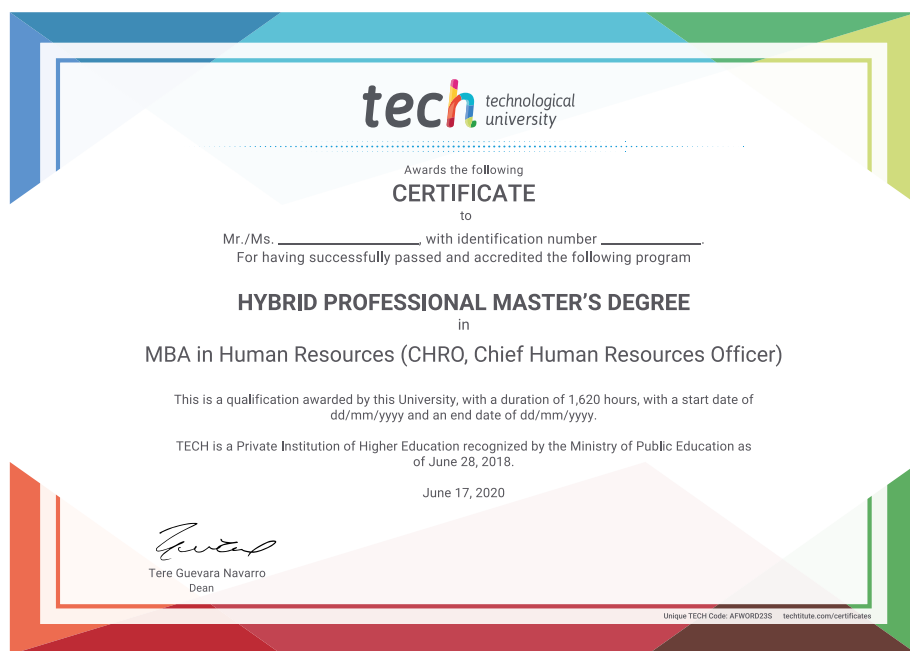 tech technological
university
Awards the following
CERTIFICATE
to
Mr./Ms. ____________________, with identification number ______________.
For having successfully passed and accredited the following program
HYBRID PROFESSIONAL MASTER'S DEGREE
in
MBA in Human Resources (CHRO, Chief Human Resources Officer)
This is a qualification awarded by this University, with a duration of 1,620 hours, with a start date of
dd/mm/yyyy and an end date of dd/mm/yyyy.
TECH is a Private Institution of Higher Education recognized by the Ministry of Public Education as
of June 28, 2018.
June 17, 2020
Tere Guevara Navarro
Dean
Unique TECH Code: AFWORD23S techtitute.com/certificates